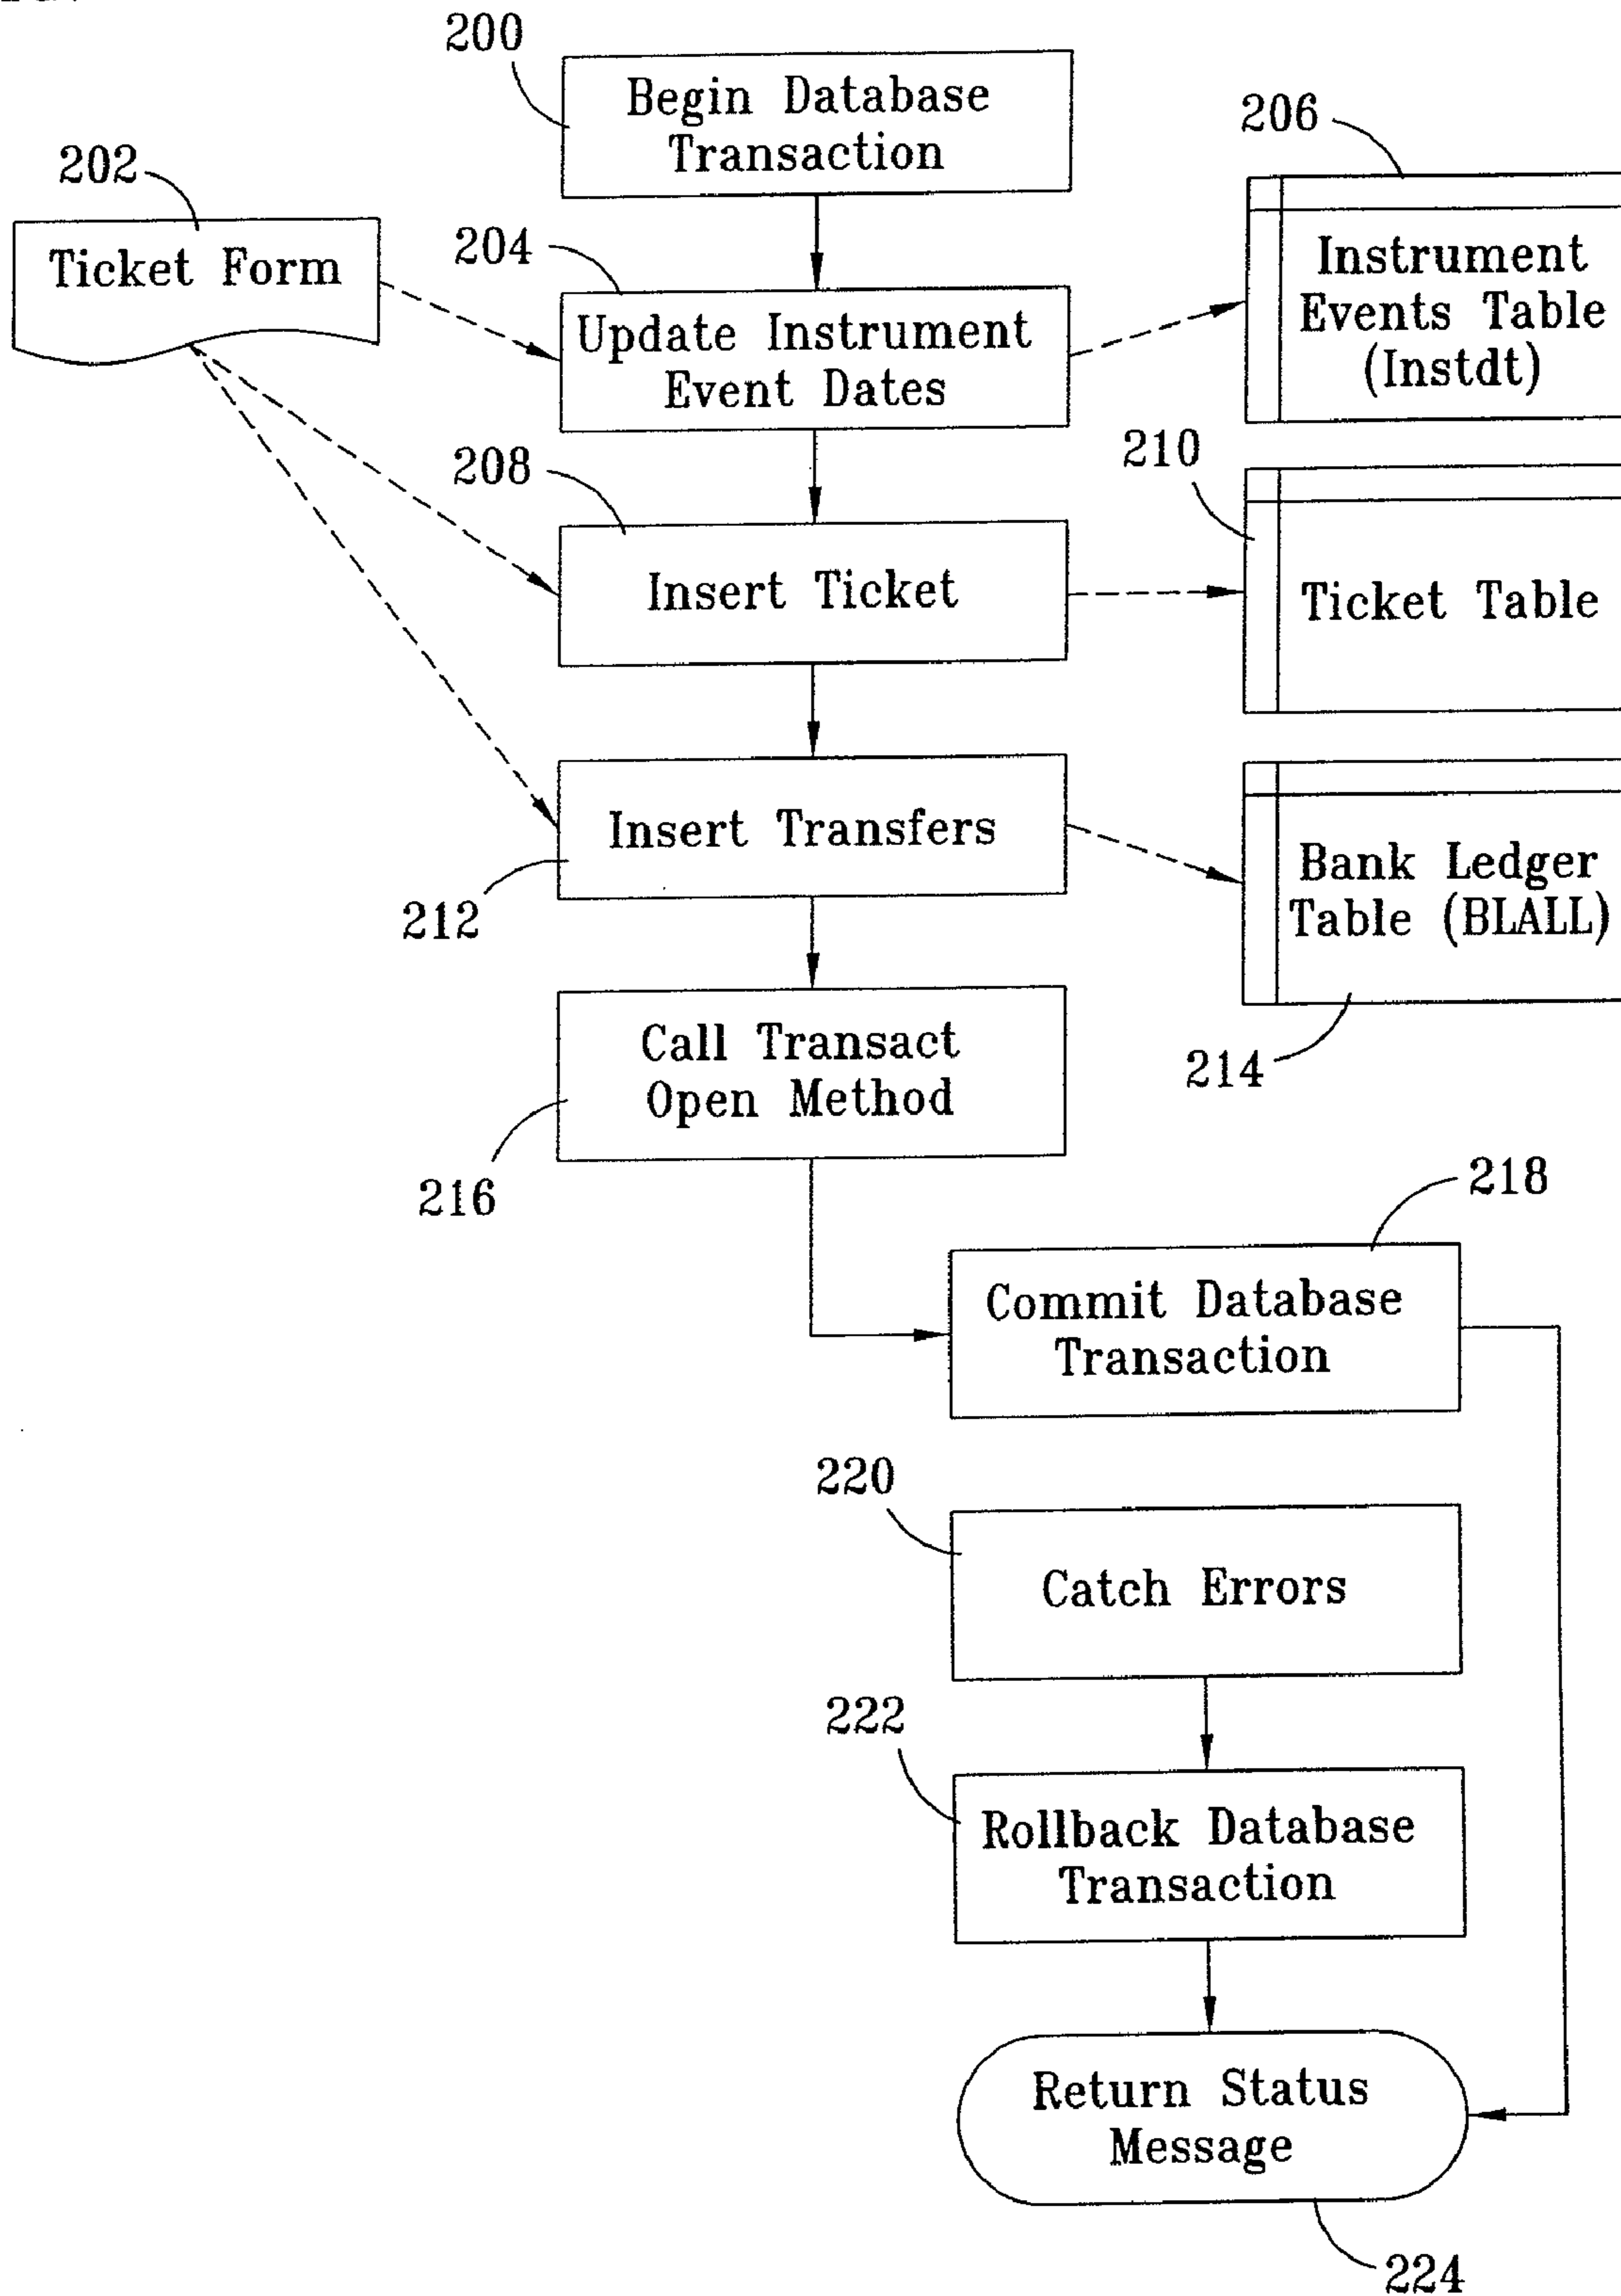 200
Begin Database
Transaction
206
202
Ticket Form
204
Update Instrument
Event Dates
Instrument
Events Table
(Instdt)
208
210
Insert Ticket
Ticket Table
Insert Transfers
212
Bank Ledger
Table (BLALL)
214
Call Transact
Open Method
216
218
Commit Database
Transaction
220
Catch Errors
222
Rollback Database
Transaction
Return Status
Message
224